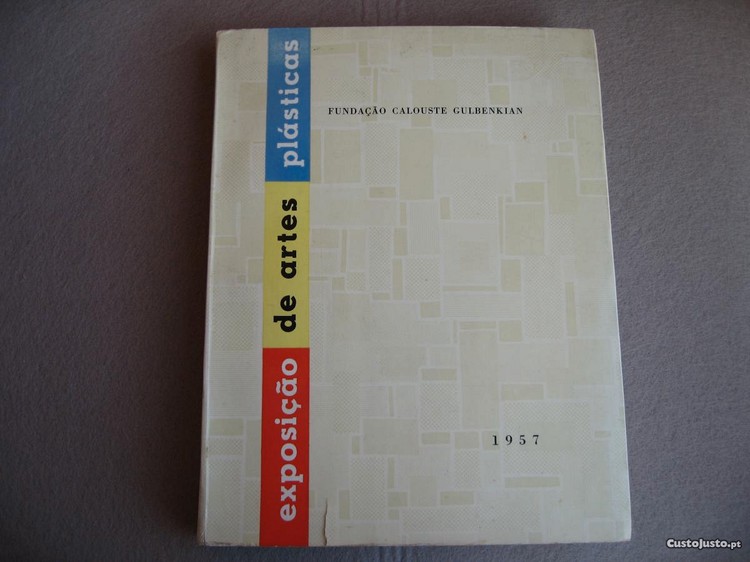 FUNDAÇÃO CALOUSTE GULBENKIAN
exposição de artes plásticas
1957
CustoJusto.pt